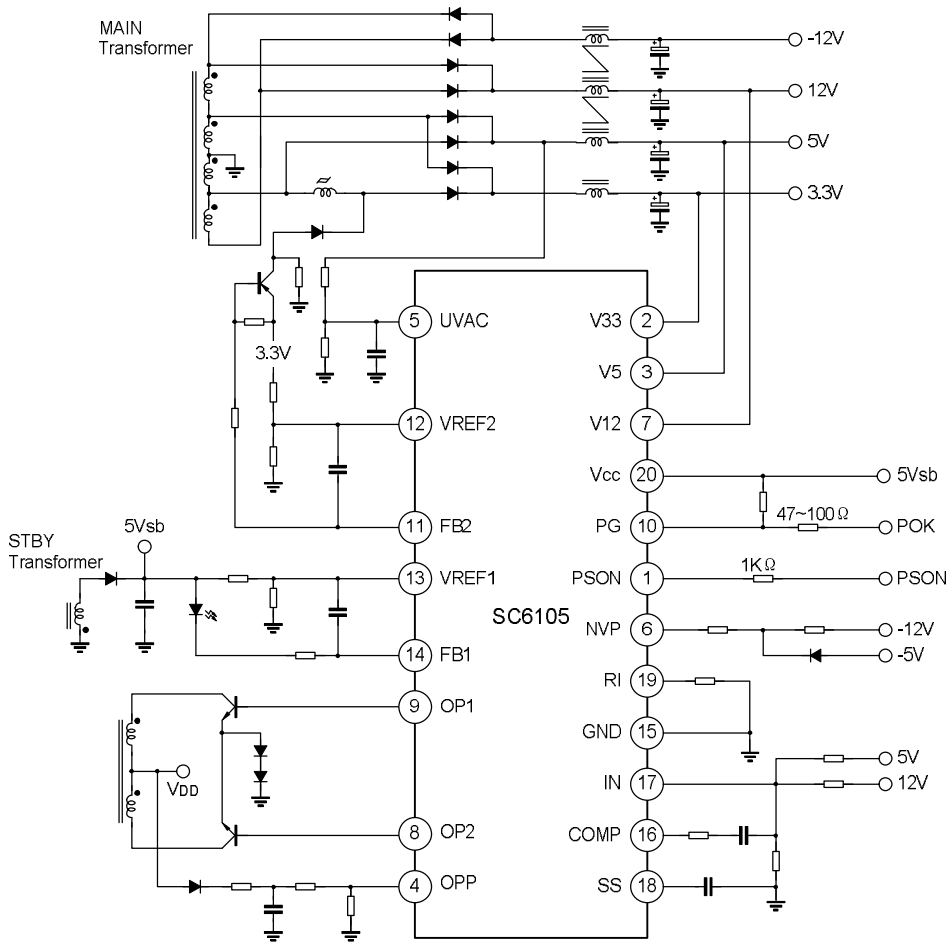 MAIN
Transformer
-12V
12V
5V
3.3V
5 UVAC
V33 2
3.3V
V5 3
12 VREF2
V12 7
Vcc 20
5Vsb
11 FB2
PG 10
47~100Ω
POK
STBY
Transformer
5Vsb
13 VREF1
PSON 1
1KΩ
PSON
SC6105
14 FB1
NVP 6
-12V
-5V
RI 19
9 OP1
GND 15
VDD
IN 17
5V
12V
8 OP2
COMP 16
4 OPP
SS 18